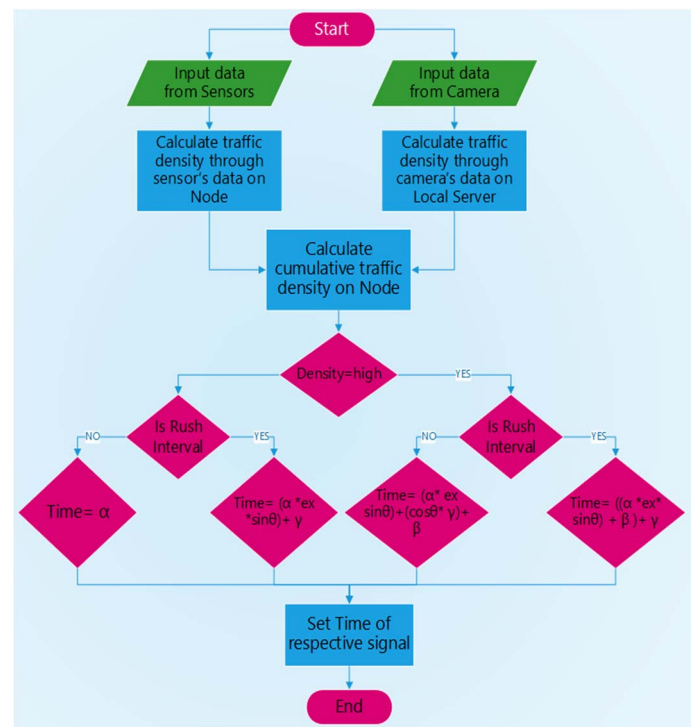 Start
Input data
from Sensors
Input data
from Camera
Calculate traffic
density through
sensor's data on
Node
Calculate traffic
density through
camera's data on
Local Server
Calculate
cumulative traffic
density on Node
Density=high
YES
Is Rush
Interval
Is Rush
Interval
NO
YES
NO
YES
Time= α
Time= (α *ex
*sinθ)+ γ
Time= (α* ex
sinθ)+(cosθ* γ)+
β
Time= ((α *ex*
sinθ) + β )+ γ
Set Time of
respective signal
End